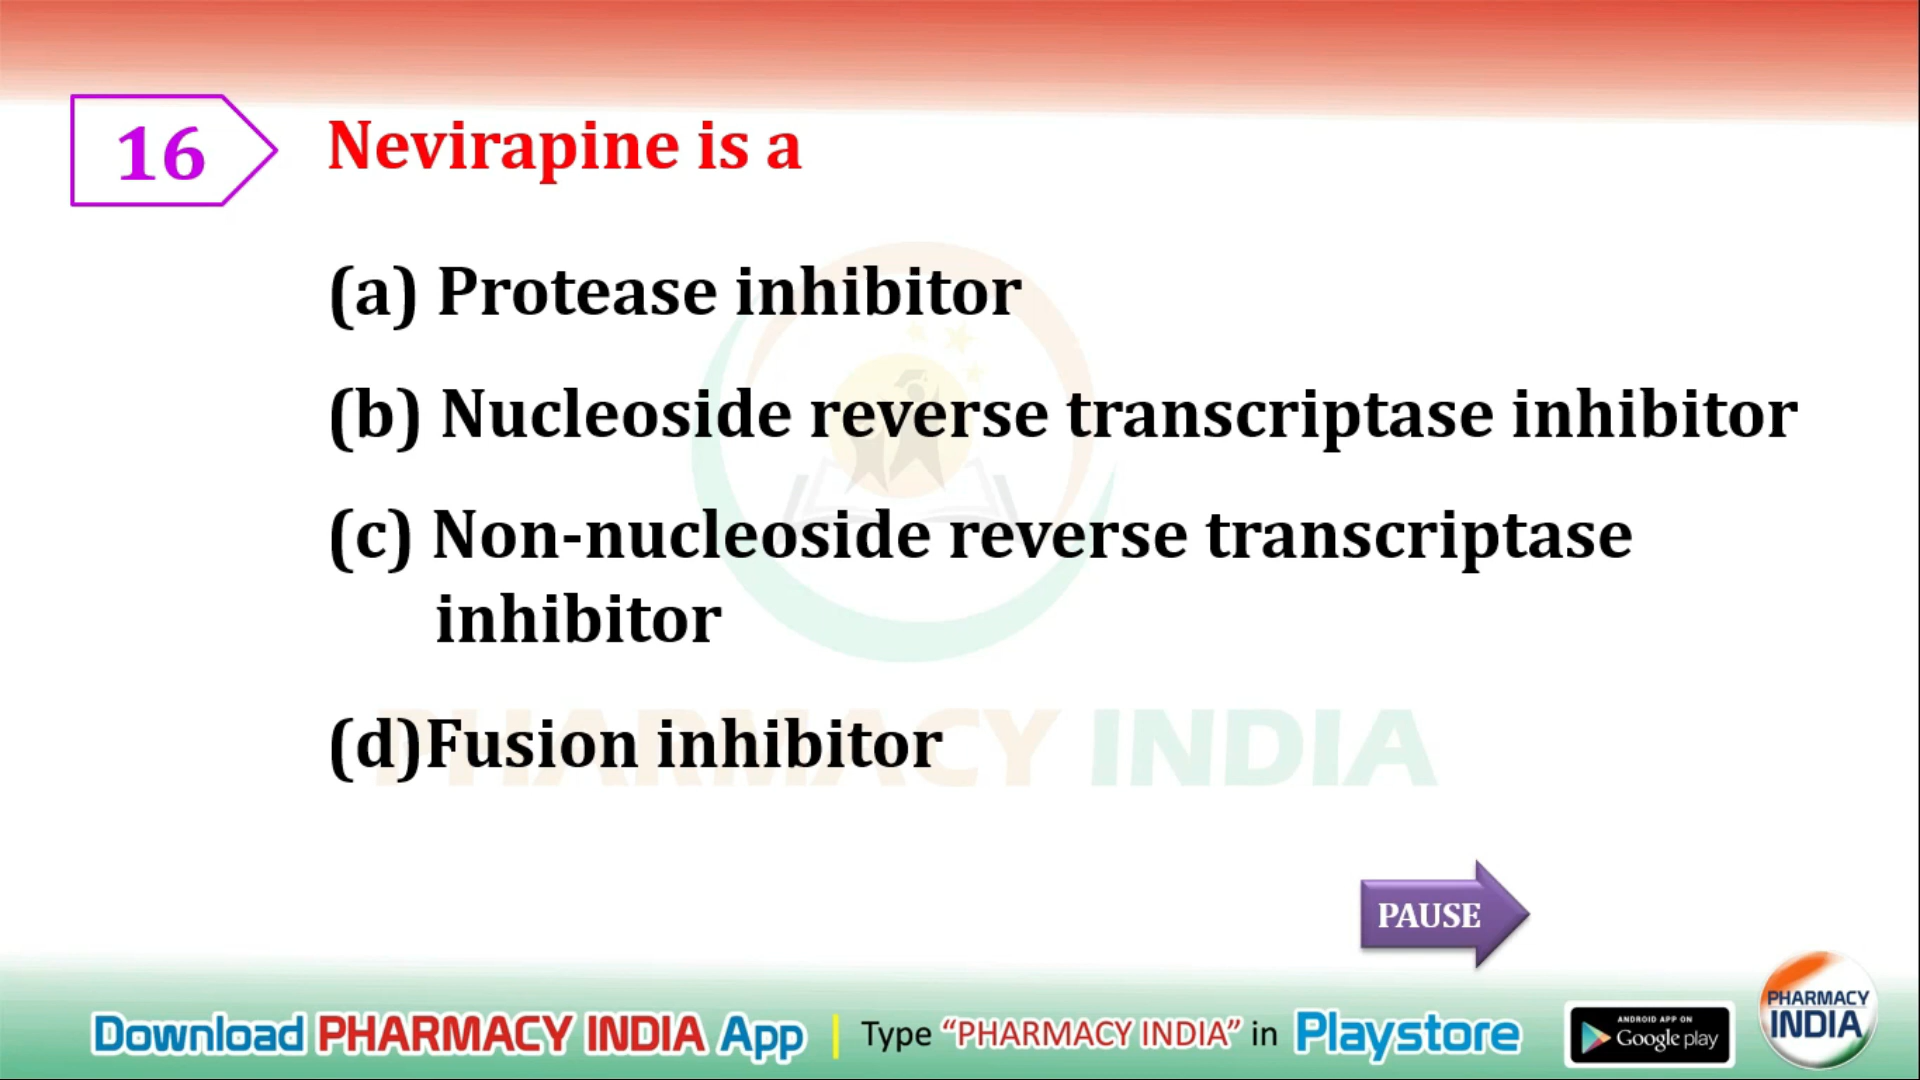 16
Nevirapine is a
(a) Protease inhibitor
(b) Nucleoside reverse transcriptase inhibitor
(c) Non-nucleoside reverse transcriptase
inhibitor
(d)Fusion inhibitor
PHARMACY INDIA
PAUSE
Download PHARMACY INDIA App | Type “PHARMACY INDIA” in Playstore
ANDROID APP ON
Google play
PHARMACY
INDIA